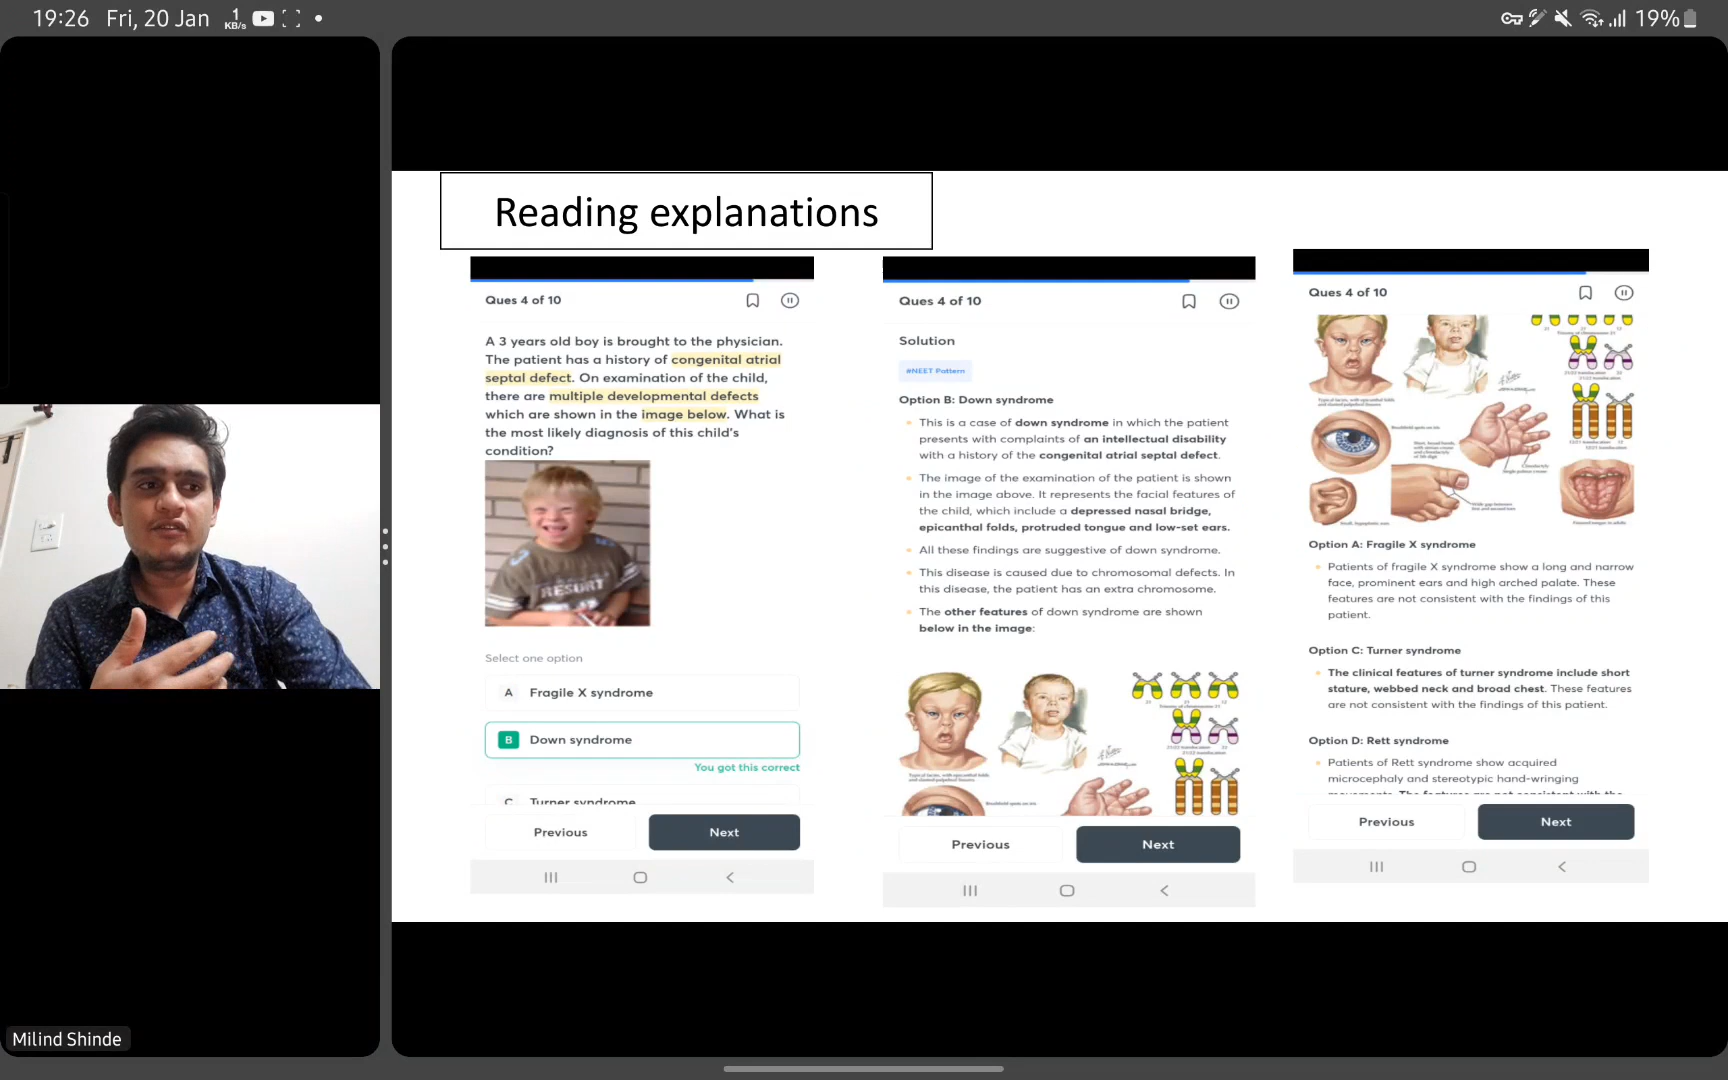 19:26 Fri, 20 Jan 1 KB/s 19%
Reading explanations
Ques 4 of 10
A 3 years old boy is brought to the physician.
The patient has a history of congenital atrial
septal defect. On examination of the child,
there are multiple developmental defects
which are shown in the image below. What is
the most likely diagnosis of this child's
condition?
RESORT
Select one option
A Fragile X syndrome
B Down syndrome
You got this correct
C Turner syndrome
Previous Next
Ques 4 of 10
Solution
#NEET Pattern
Option B: Down syndrome
This is a case of down syndrome in which the patient
presents with complaints of an intellectual disability
with a history of the congenital atrial septal defect.
The image of the examination of the patient is shown
in the image above. It represents the facial features of
the child, which include a depressed nasal bridge,
epicanthal folds, protruded tongue and low-set ears.
All these findings are suggestive of down syndrome.
This disease is caused due to chromosomal defects. In
this disease, the patient has an extra chromosome.
The other features of down syndrome are shown
below in the image:
Previous Next
Ques 4 of 10
Option A: Fragile X syndrome
Patients of fragile X syndrome show a long and narrow
face, prominent ears and high arched palate. These
features are not consistent with the findings of this
patient.
Option C: Turner syndrome
The clinical features of turner syndrome include short
stature, webbed neck and broad chest. These features
are not consistent with the findings of this patient.
Option D: Rett syndrome
Patients of Rett syndrome show acquired
microcephaly and stereotypic hand-wringing
movements. The features are not consistent with the
Previous Next
Milind Shinde